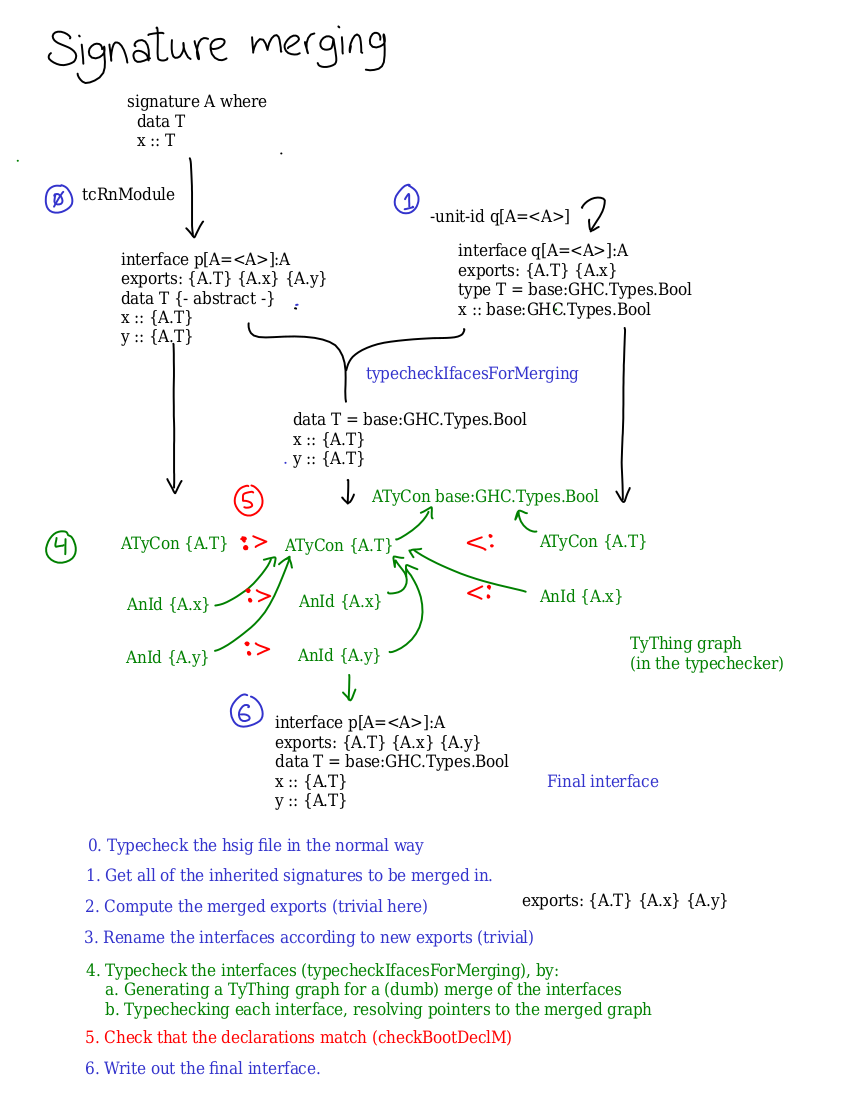 Signature merging
signature A where
data T
x :: T
0 tcRnModule
1
-unit-id q[A=<A>]
interface p[A=<A>]:A
exports: {A.T} {A.x} {A.y}
data T {- abstract -}
x :: {A.T}
y :: {A.T}
interface q[A=<A>]:A
exports: {A.T} {A.x}
type T = base:GHC.Types.Bool
x :: base:GHC.Types.Bool
typecheckIfacesForMerging
data T = base:GHC.Types.Bool
x :: {A.T}
y :: {A.T}
5
ATyCon base:GHC.Types.Bool
4 ATyCon {A.T} :> ATyCon {A.T} <: ATyCon {A.T}
AnId {A.x} :> AnId {A.x} <: AnId {A.x}
AnId {A.y} :> AnId {A.y}
TyThing graph
(in the typechecker)
6
interface p[A=<A>]:A
exports: {A.T} {A.x} {A.y}
data T = base:GHC.Types.Bool
x :: {A.T}
y :: {A.T}
Final interface
0. Typecheck the hsig file in the normal way
1. Get all of the inherited signatures to be merged in.
2. Compute the merged exports (trivial here)
exports: {A.T} {A.x} {A.y}
3. Rename the interfaces according to new exports (trivial)
4. Typecheck the interfaces (typecheckIfacesForMerging), by:
a. Generating a TyThing graph for a (dumb) merge of the interfaces
b. Typechecking each interface, resolving pointers to the merged graph
5. Check that the declarations match (checkBootDeclM)
6. Write out the final interface.